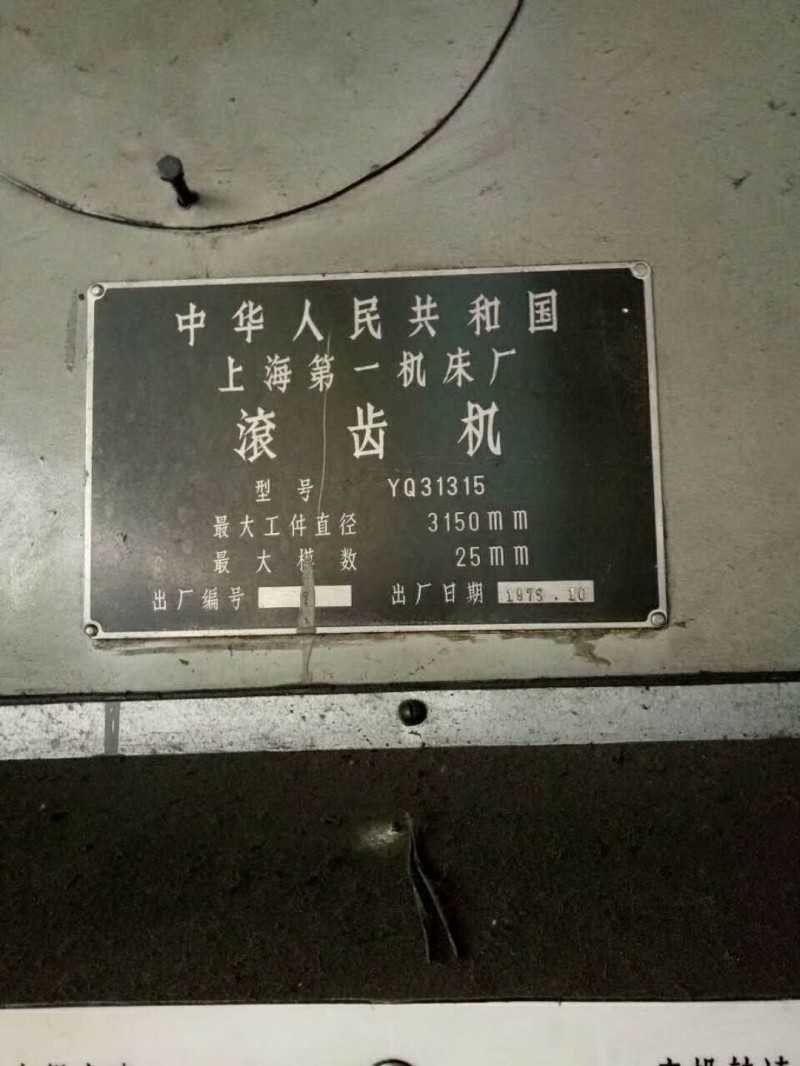 中华人民共和国
上海第一机床厂
滚齿机
型号 YQ31315
最大工件直径 3150mm
最大模数 25mm
出厂编号 出厂日期 1975.10